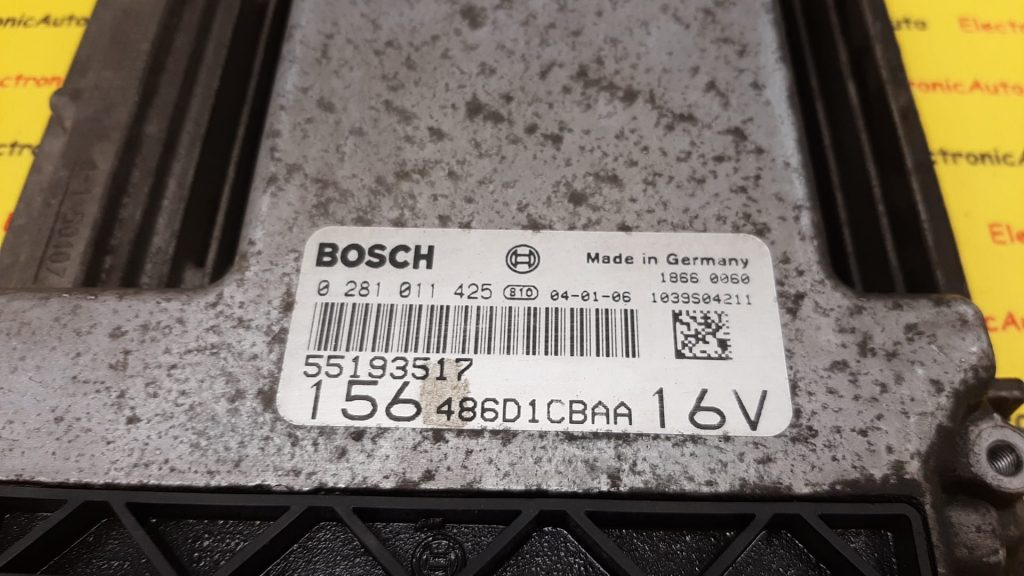 BOSCH Made in Germany
1866 0060
0 281 011 425 810 04-01-06 1039S04211
55193517
156 486D1CBAA 16V
ElectronicAuto